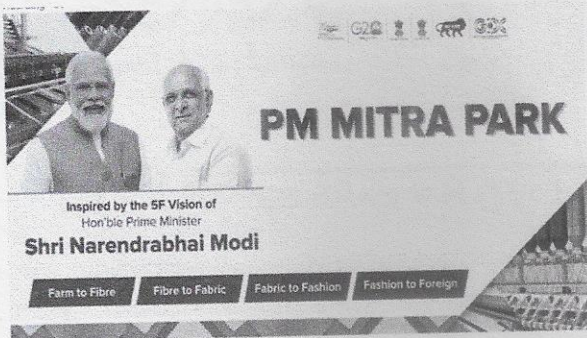 G20
PM MITRA PARK
Inspired by the 5F Vision of
Hon'ble Prime Minister
Shri Narendrabhai Modi
Farm to Fibre
Fibre to Fabric
Fabric to Fashion
Fashion to Foreign